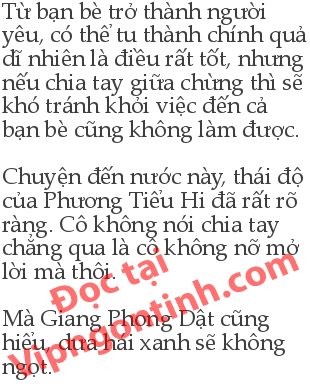 Từ bạn bè trở thành người
yêu, có thể tu thành chính quả
dĩ nhiên là điều rất tốt, nhưng
nếu chia tay giữa chừng thì sẽ
khó tránh khỏi việc đến cả
bạn bè cũng không làm được.
Chuyện đến nước này, thái độ
của Phương Tiểu Hi đã rất rõ
ràng. Cô không nói chia tay
chẳng qua là cô không nỡ mở
lời mà thôi.
Mà Giang Phong Dật cũng
hiểu, dưa hái xanh sẽ không
ngọt.
Đọc tại
Vipngontinh.com